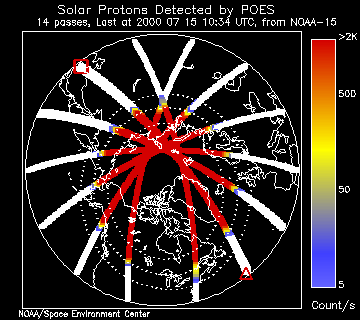 Solar Protons Detected by POES
14 passes, Last at 2000 07 15 10:34 UTC, from NOAA-15
>2K
500
50
5
Count/s
NOAA/Space Environment Center